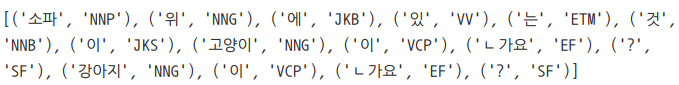 [('소파', 'NNP'), ('위', 'NNG'), ('에', 'JKB'), ('있', 'VV'), ('는', 'ETM'), ('것',
'NNB'), ('이', 'JKS'), ('고양이', 'NNG'), ('이', 'VCP'), ('ㄴ가요', 'EF'), ('?',
'SF'), ('강아지', 'NNG'), ('이', 'VCP'), ('ㄴ가요', 'EF'), ('?', 'SF')]